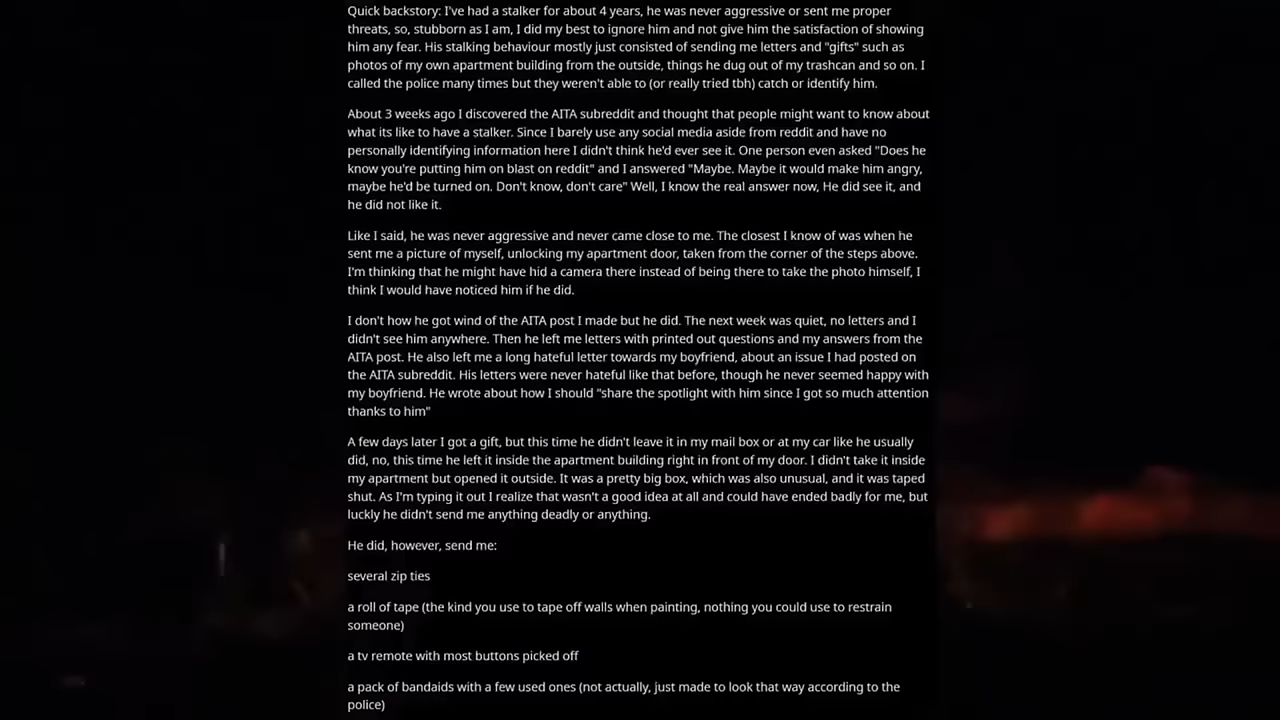 Quick backstory: I've had a stalker for about 4 years, he was never aggressive or sent me proper
threats, so, stubborn as I am, I did my best to ignore him and not give him the satisfaction of showing
him any fear. His stalking behaviour mostly just consisted of sending me letters and "gifts" such as
photos of my own apartment building from the outside, things he dug out of my trashcan and so on. I
called the police many times but they weren't able to (or really tried tbh) catch or identify him.
About 3 weeks ago I discovered the AITA subreddit and thought that people might want to know about
what its like to have a stalker. Since I barely use any social media aside from reddit and have no
personally identifying information here I didn't think he'd ever see it. One person even asked "Does he
know you're putting him on blast on reddit" and I answered "Maybe. Maybe it would make him angry,
maybe he'd be turned on. Don't know, don't care" Well, I know the real answer now, He did see it, and
he did not like it.
Like I said, he was never aggressive and never came close to me. The closest I know of was when he
sent me a picture of myself, unlocking my apartment door, taken from the corner of the steps above.
I'm thinking that he might have hid a camera there instead of being there to take the photo himself, I
think I would have noticed him if he did.
I don't how he got wind of the AITA post I made but he did. The next week was quiet, no letters and I
didn't see him anywhere. Then he left me letters with printed out questions and my answers from the
AITA post. He also left me a long hateful letter towards my boyfriend, about an issue I had posted on
the AITA subreddit. His letters were never hateful like that before, though he never seemed happy with
my boyfriend. He wrote about how I should "share the spotlight with him since I got so much attention
thanks to him"
A few days later I got a gift, but this time he didn't leave it in my mail box or at my car like he usually
did, no, this time he left it inside the apartment building right in front of my door. I didn't take it inside
my apartment but opened it outside. It was a pretty big box, which was also unusual, and it was taped
shut. As I'm typing it out I realize that wasn't a good idea at all and could have ended badly for me, but
luckly he didn't send me anything deadly or anything.
He did, however, send me:
several zip ties
a roll of tape (the kind you use to tape off walls when painting, nothing you could use to restrain
someone)
a tv remote with most buttons picked off
a pack of bandaids with a few used ones (not actually, just made to look that way according to the
police)